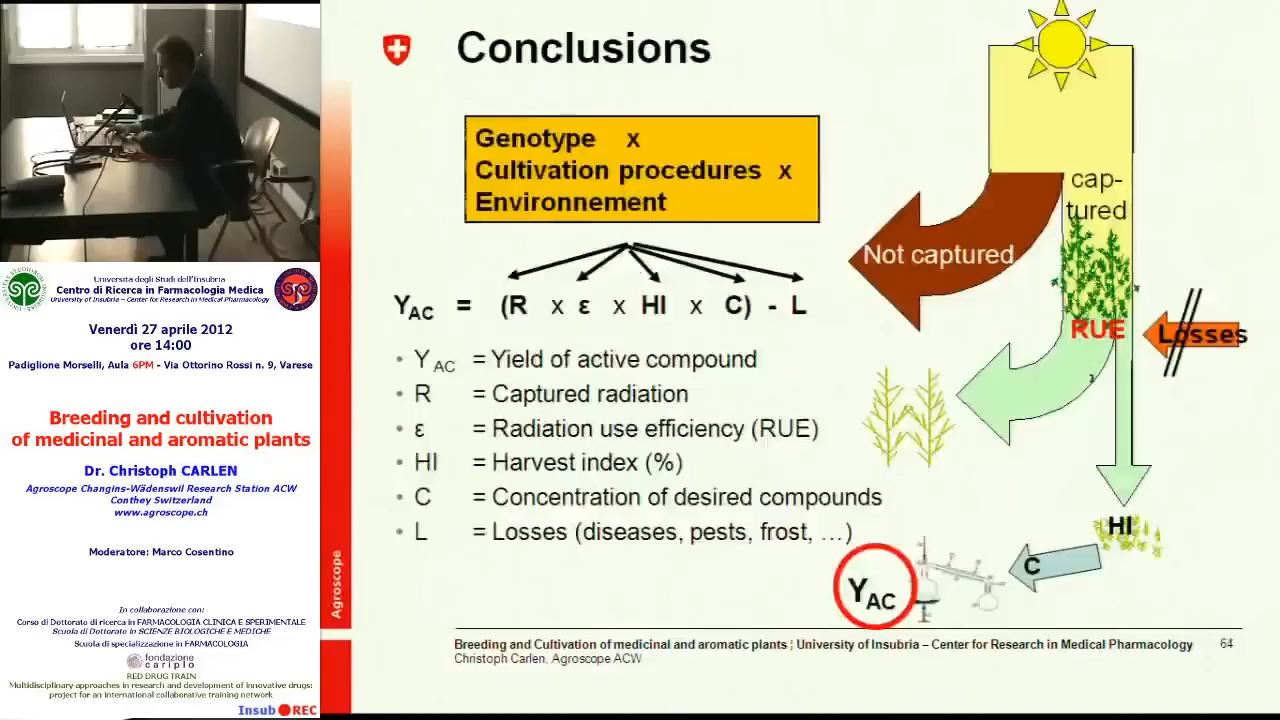 Università degli Studi dell'Insubria
Centro di Ricerca in Farmacologia Medica
University of Insubria – Center for Research in Medical Pharmacology
Venerdì 27 aprile 2012
ore 14:00
Padiglione Morselli, Aula 6PM - Via Ottorino Rossi n. 9, Varese
Breeding and cultivation
of medicinal and aromatic plants
Dr. Christoph CARLEN
Agroscope Changins-Wädenswil Research Station ACW
Conthey Switzerland
www.agroscope.ch
Moderatore: Marco Cosentino
In collaborazione con:
Corso di Dottorato di ricerca in FARMACOLOGIA CLINICA E SPERIMENTALE
Scuola di Dottorato in SCIENZE BIOLOGICHE E MEDICHE
Scuola di specializzazione in FARMACOLOGIA
fondazione
cariplo
RED DRUG TRAIN
Multidisciplinary approaches in research and development of innovative drugs:
project for an international collaborative training network
InsubREC
Agroscope
Conclusions
Genotype x
Cultivation procedures x
Environnement
YAC = (R x ε x HI x C) - L
• YAC = Yield of active compound
• R = Captured radiation
• ε = Radiation use efficiency (RUE)
• HI = Harvest index (%)
• C = Concentration of desired compounds
• L = Losses (diseases, pests, frost, …)
cap-
tured
Not captured
RUE
Losses
HI
C
YAC
Breeding and Cultivation of medicinal and aromatic plants | University of Insubria – Center for Research in Medical Pharmacology
Christoph Carlen, Agroscope ACW
64